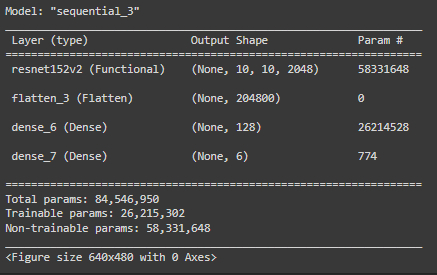 Model: "sequential_3"
_________________________________________________________________
Layer (type) Output Shape Param #
=================================================================
resnet152v2 (Functional) (None, 10, 10, 2048) 58331648
flatten_3 (Flatten) (None, 204800) 0
dense_6 (Dense) (None, 128) 26214528
dense_7 (Dense) (None, 6) 774
=================================================================
Total params: 84,546,950
Trainable params: 26,215,302
Non-trainable params: 58,331,648
_________________________________________________________________
<Figure size 640x480 with 0 Axes>